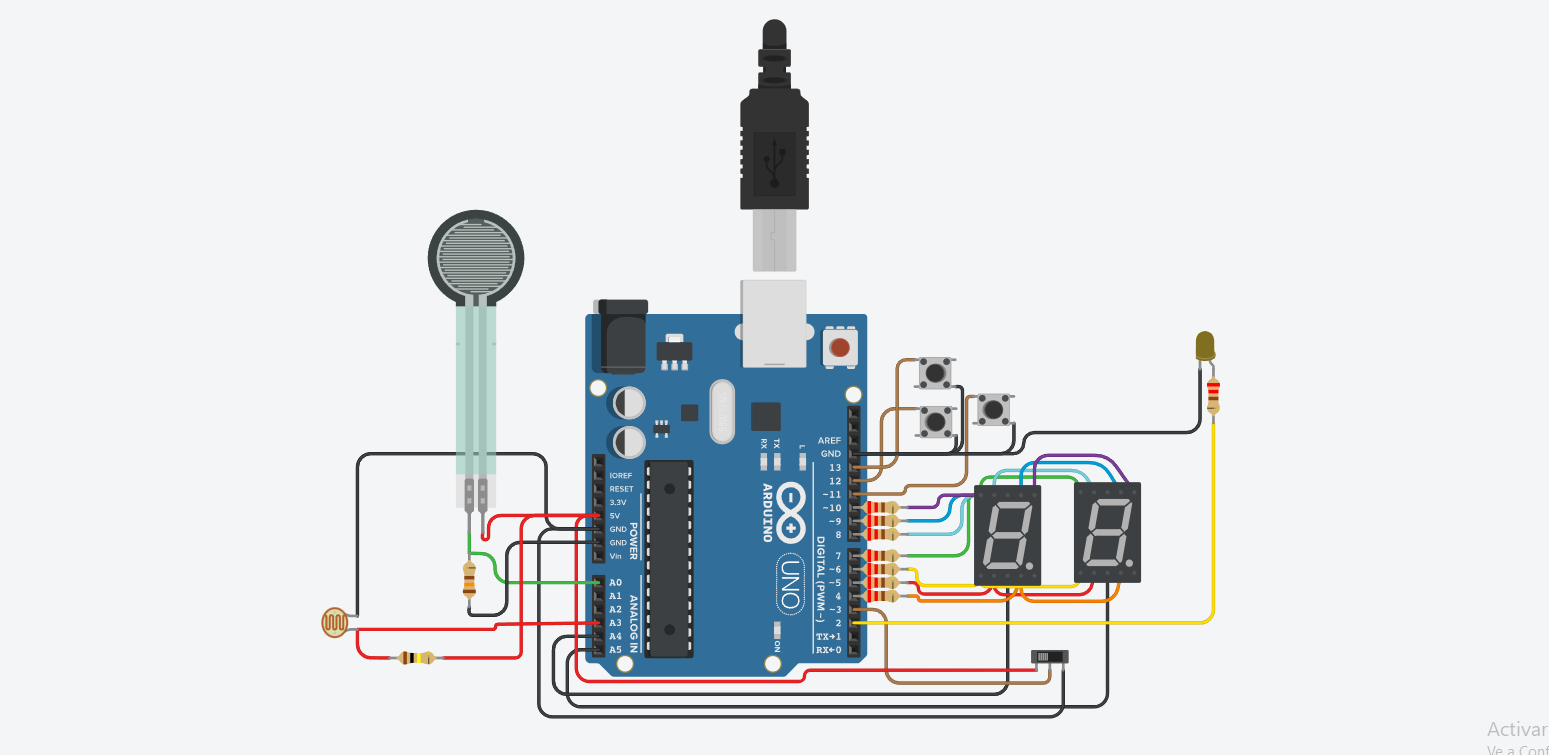 AREF
GND
13
12
~11
~10
~9
8
7
~6
~5
4
~3
2
TX→1
RX←0
IOREF
RESET
3.3V
5V
GND
GND
Vin
A0
A1
A2
A3
A4
A5
POWER
ANALOG IN
RX
TX
L
ARDUINO
UNO
DIGITAL (PWM~)
ON
Activar
Ve a Conf